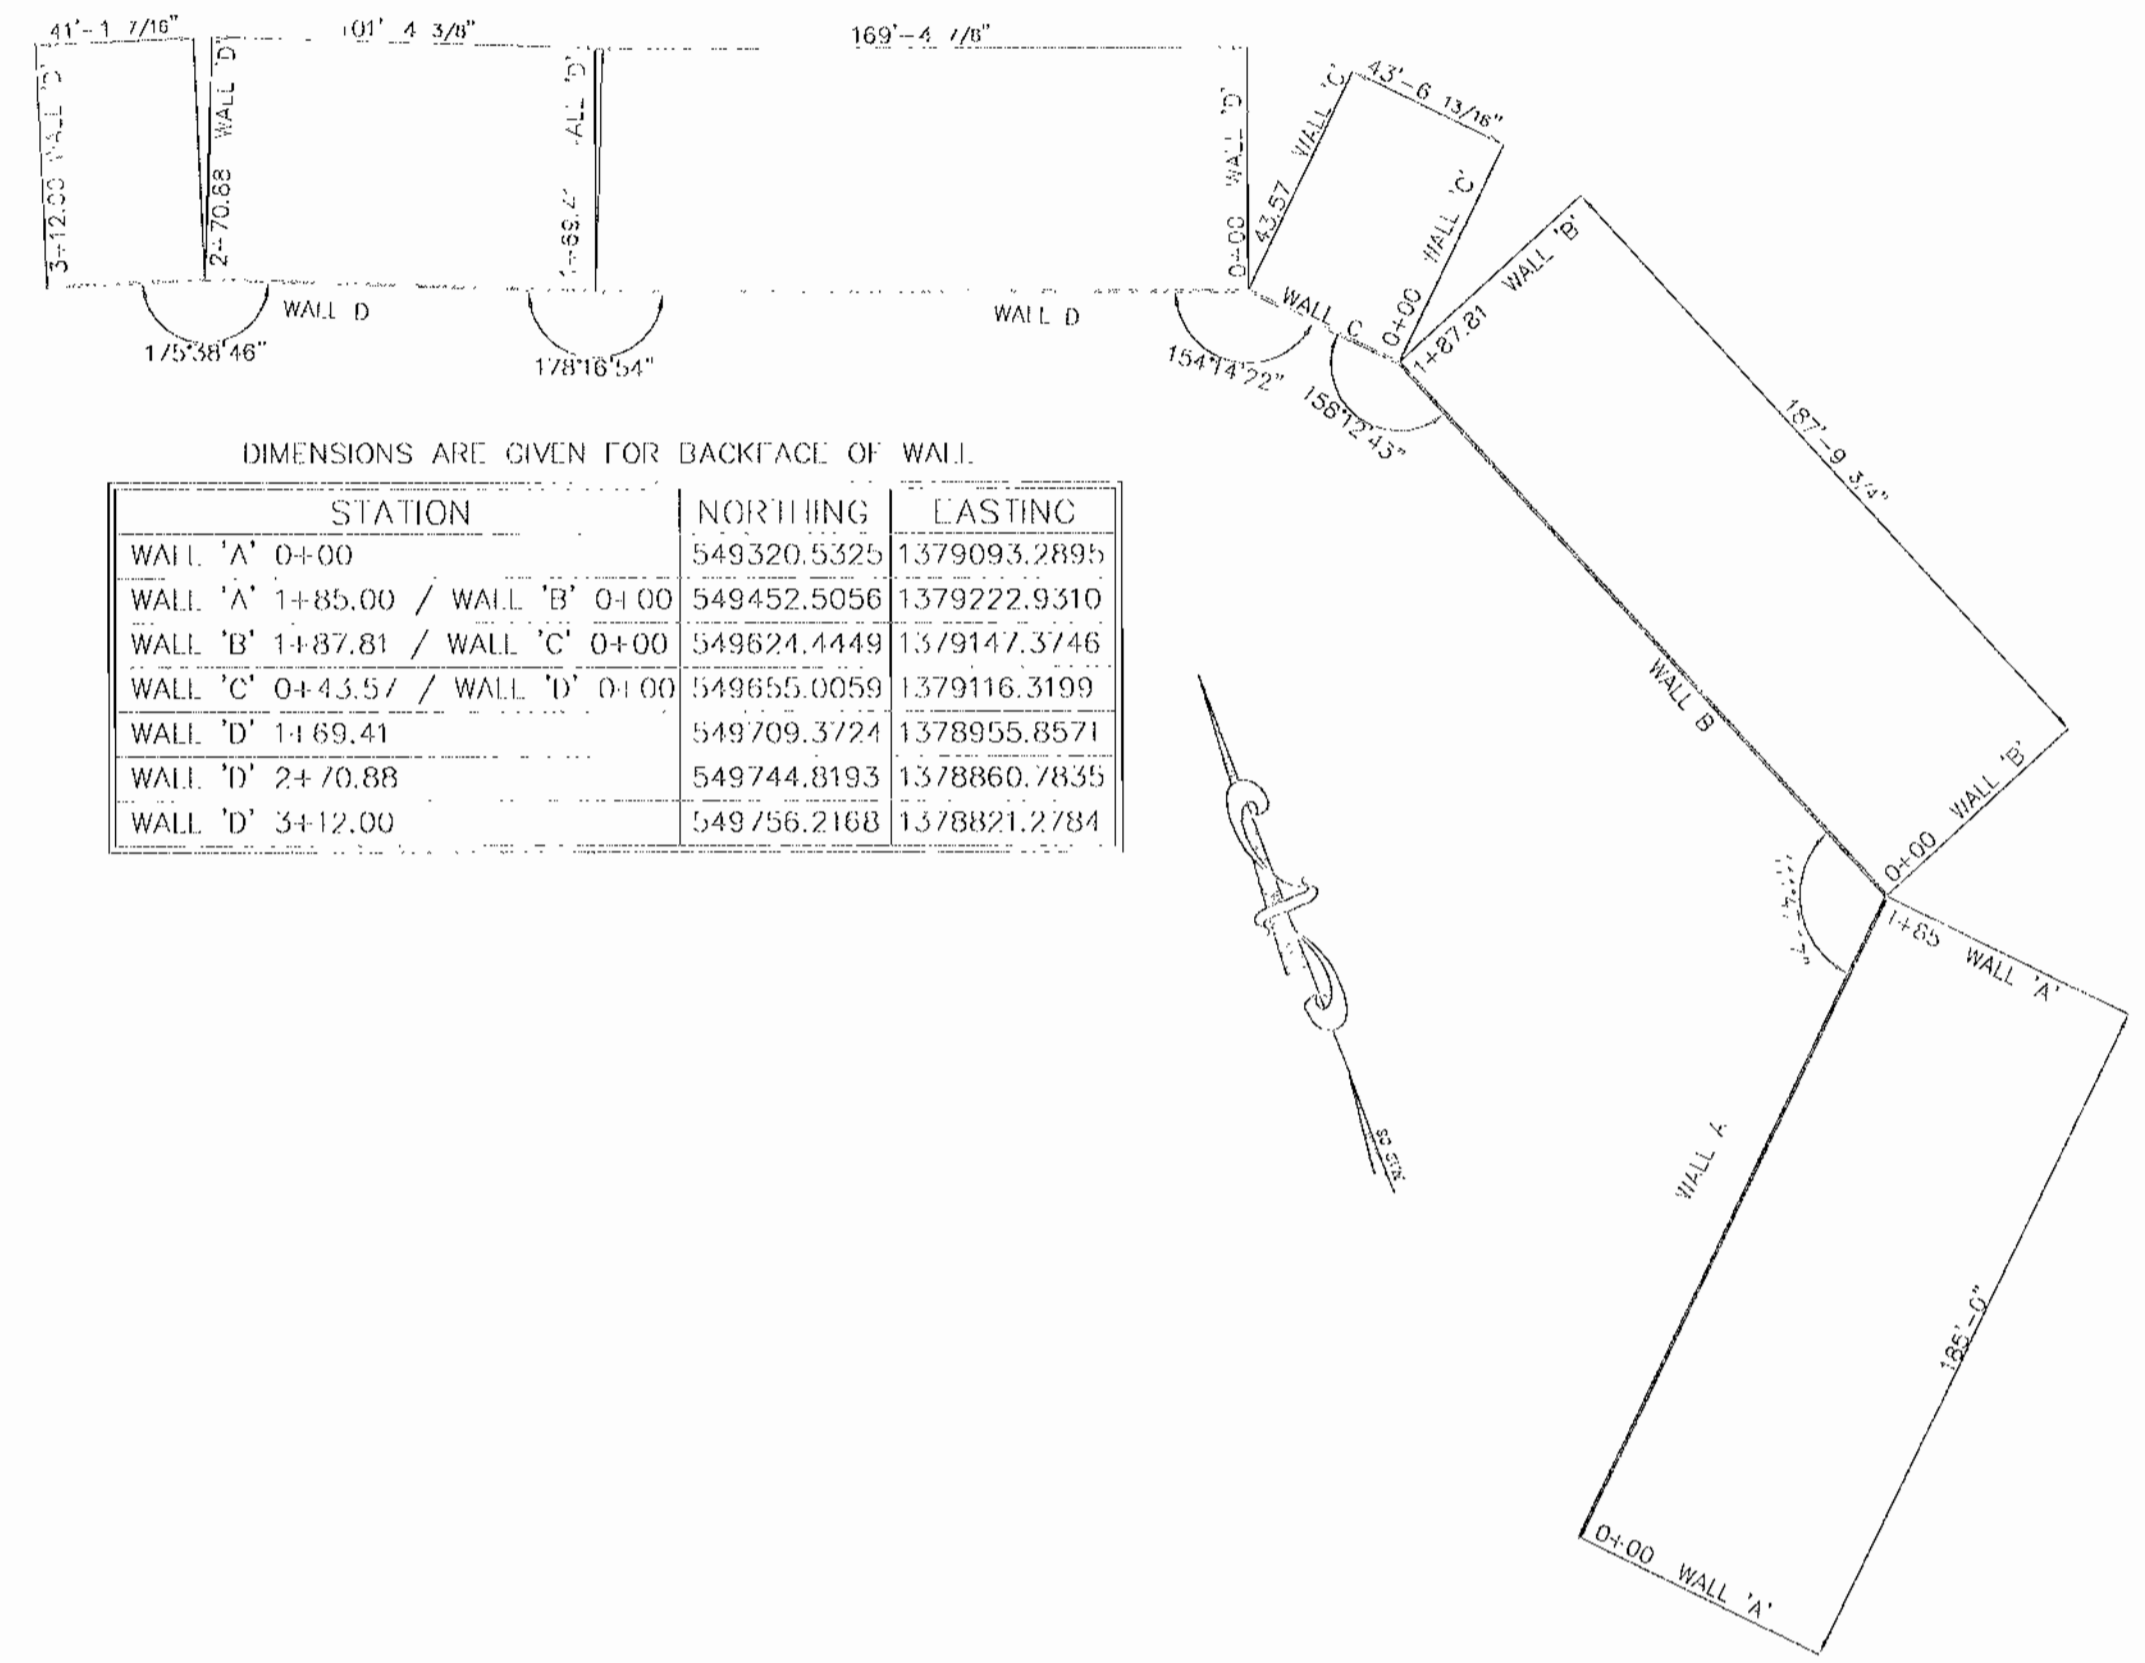 41'-1 7/16"
101' 4 3/8"
169'-4 7/8"
43'-6 13/16"
3+12.00 WALL 'D'
2+70.88 WALL 'D'
ALL 'D'
0+00 WALL 'D'
43.57 WALL 'C'
0+00 WALL 'C'
1+87.81 WALL 'B'
187'-9 3/4"
WALL D
WALL D
WALL C
175°38'46"
178°16'54"
154°14'22"
158°12'43"
DIMENSIONS ARE GIVEN FOR BACKFACE OF WALL
STATION NORTHING EASTING
WALL 'A' 0+00 549320.5325 1379093.2895
WALL 'A' 1+85.00 / WALL 'B' 0+00 549452.5056 1379222.9310
WALL 'B' 1+87.81 / WALL 'C' 0+00 549624.4449 1379147.3746
WALL 'C' 0+43.57 / WALL 'D' 0+00 549655.0059 1379116.3199
WALL 'D' 1+69.41 549709.3724 1378955.8571
WALL 'D' 2+70.88 549744.8193 1378860.7835
WALL 'D' 3+12.00 549756.2168 1378821.2784
WALL B
0+00 WALL 'B'
1+85 WALL 'A'
WALL A
185'-0"
0+00 WALL 'A'